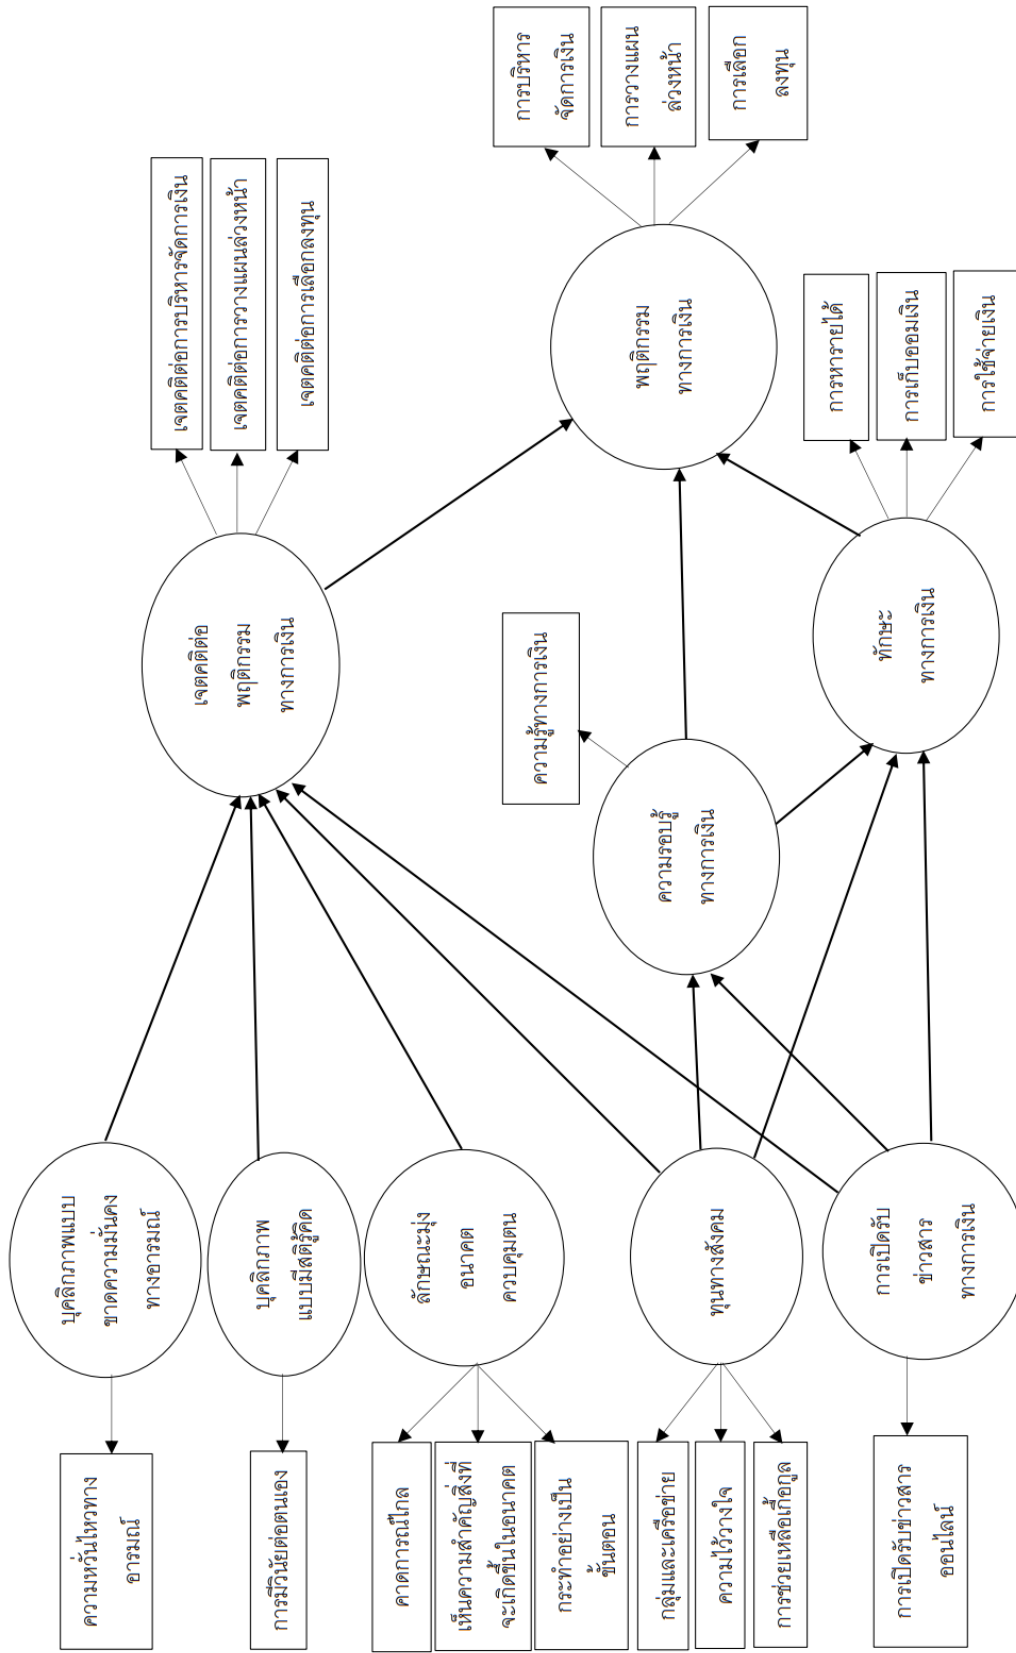 ความหวั่นไหวทาง
อารมณ์
การมีวินัยต่อตนเอง
คาดการณ์ไกล
เห็นความสำคัญสิ่งที่
จะเกิดขึ้นในอนาคต
กระทำอย่างเป็น
ขั้นตอน
กลุ่มและเครือข่าย
ความไว้วางใจ
การช่วยเหลือเกื้อกูล
การเปิดรับข่าวสาร
ออนไลน์
บุคลิกภาพแบบ
ขาดความมั่นคง
ทางอารมณ์
บุคลิกภาพ
แบบมีสติรู้คิด
ลักษณะมุ่ง
อนาคต
ควบคุมตน
ทุนทางสังคม
การเปิดรับ
ข่าวสาร
ทางการเงิน
เจตคติต่อ
พฤติกรรม
ทางการเงิน
ความรู้ทางการเงิน
ความรอบรู้
ทางการเงิน
ทักษะ
ทางการเงิน
เจตคติต่อการบริหารจัดการเงิน
เจตคติต่อการวางแผนล่วงหน้า
เจตคติต่อการเลือกลงทุน
พฤติกรรม
ทางการเงิน
การหารายได้
การเก็บออมเงิน
การใช้จ่ายเงิน
การบริหาร
จัดการเงิน
การวางแผน
ล่วงหน้า
การเลือก
ลงทุน